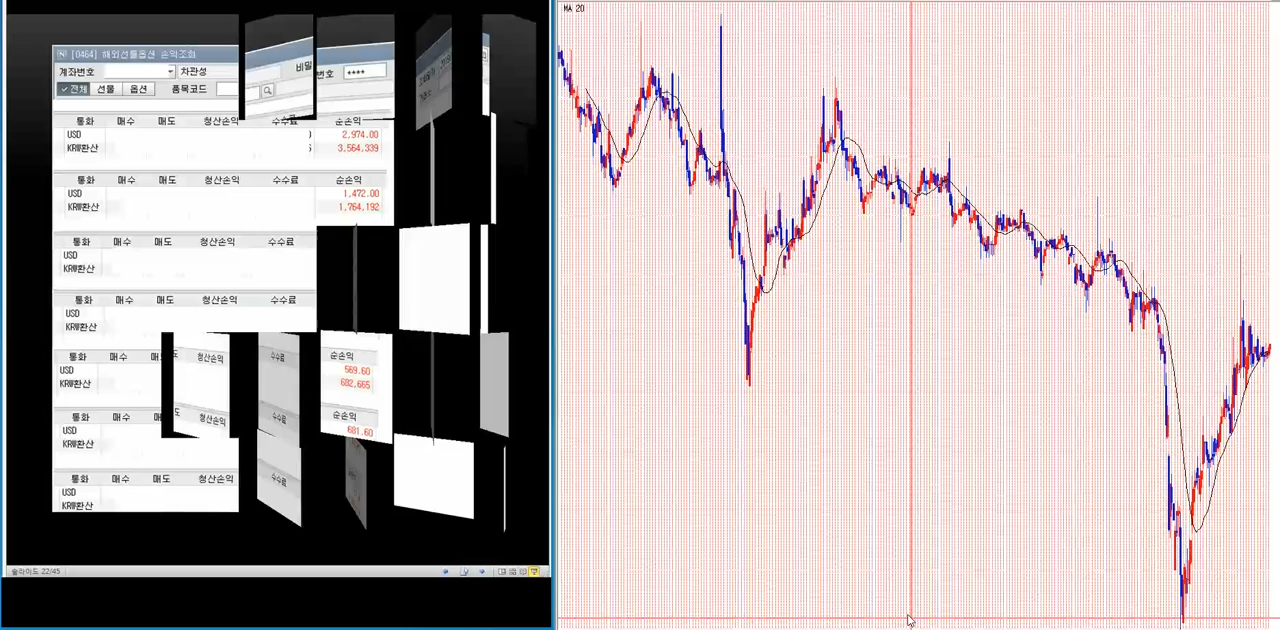 [0464] 해외선물옵션 손익조회
계좌번호 차관성 비밀번호 ****
전체 선물 옵션 품목코드
통화 매수 매도 청산손익 수수료 순손익
USD 2,974.00
KRW환산 3,564,339
통화 매수 매도 청산손익 수수료 순손익
USD 1,472.00
KRW환산 1,764,192
통화 매수 매도 청산손익 수수료
USD
KRW환산
통화 매수 매도 청산손익 수수료
USD
KRW환산
통화 매수 매도 청산손익 수수료 순손익
USD 569.60
KRW환산 682,665
통화 매수 매도 청산손익 수수료 순손익
USD 681.60
KRW환산
통화 매수 매도 청산손익 수수료
USD
KRW환산
슬라이드 22/45
MA 20